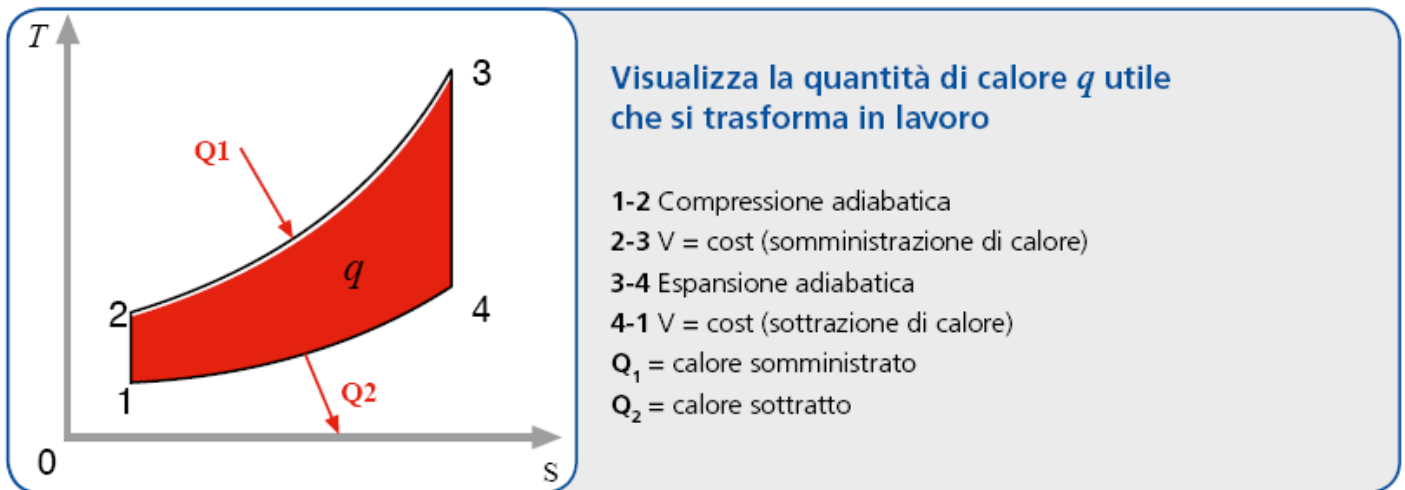 T
3
Q1
q
2
4
1
Q2
0
S
Visualizza la quantità di calore q utile
che si trasforma in lavoro
1-2 Compressione adiabatica
2-3 V = cost (somministrazione di calore)
3-4 Espansione adiabatica
4-1 V = cost (sottrazione di calore)
Q₁ = calore somministrato
Q₂ = calore sottratto